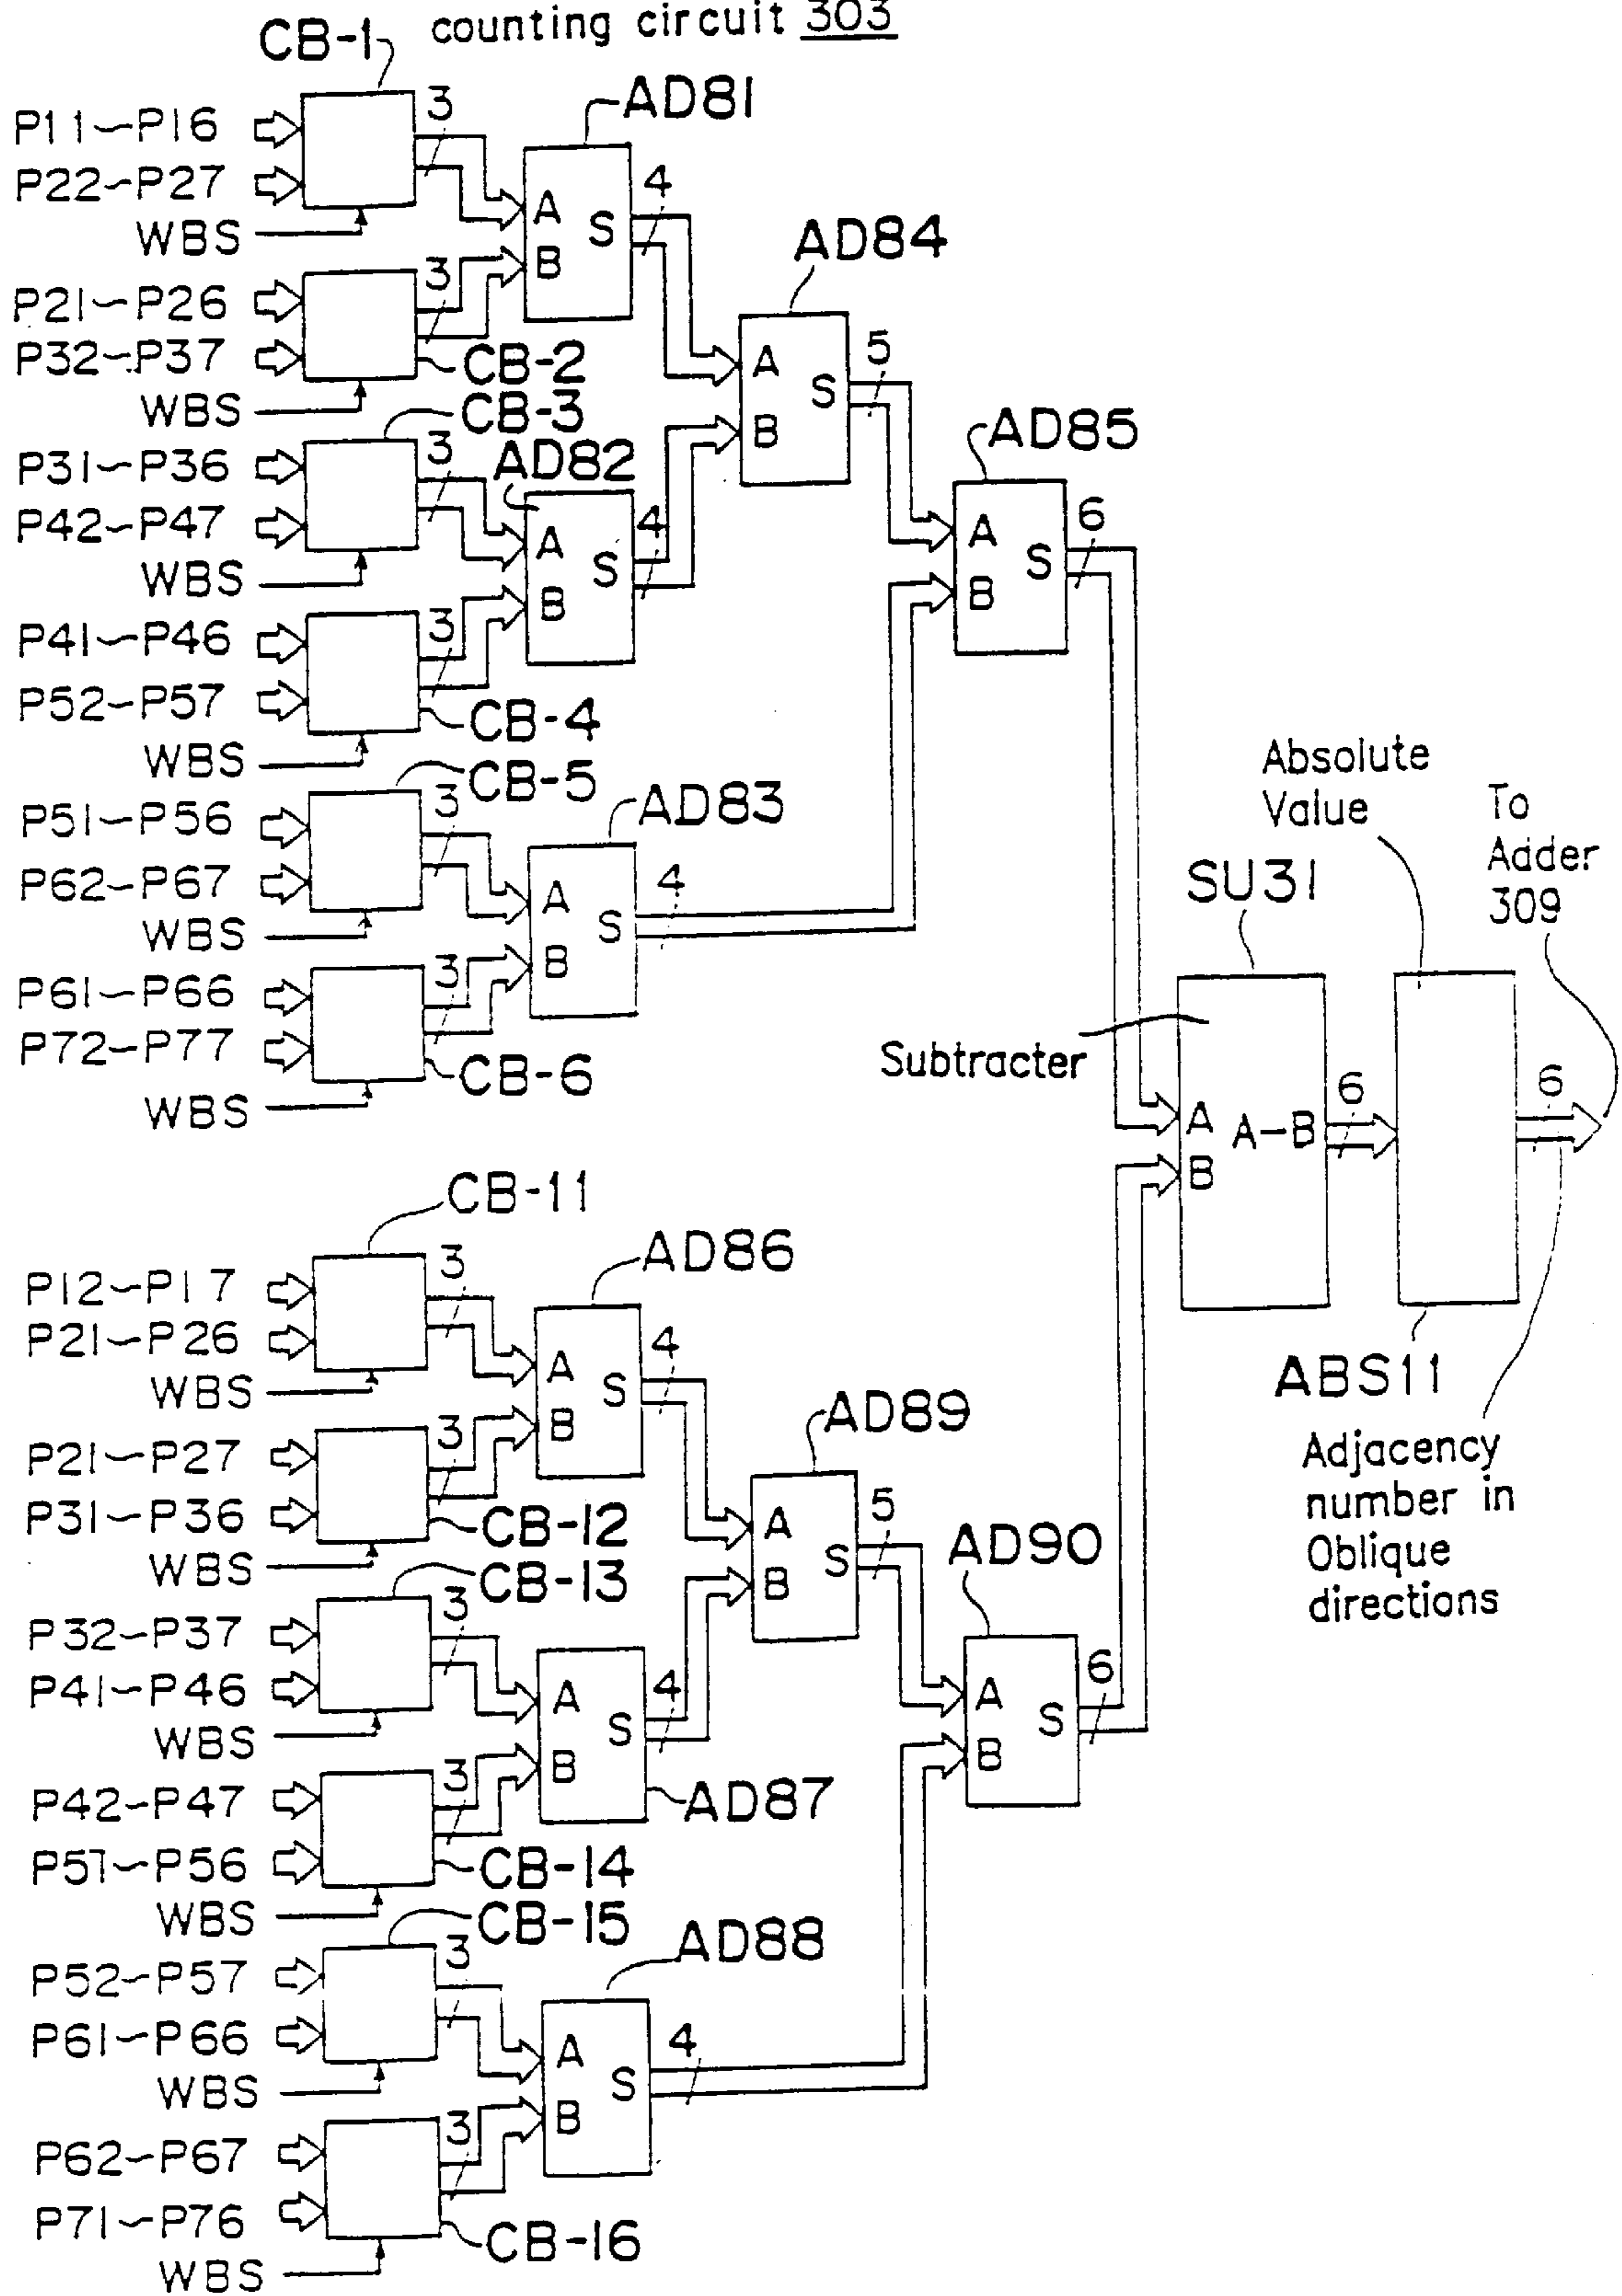 counting circuit 303
CB-1
P11~P16
P22~P27
WBS
3
AD81
A
B
S
4
P21~P26
P32~P37
WBS
3
CB-2
AD84
A
B
S
5
CB-3
P31~P36
P42~P47
WBS
3
AD82
A
B
S
4
AD85
A
B
S
6
P41~P46
P52~P57
WBS
3
CB-4
CB-5
P51~P56
P62~P67
WBS
3
AD83
A
B
S
4
P61~P66
P72~P77
WBS
3
CB-6
Absolute
Value
To
Adder
309
SU31
Subtracter
A
B
A-B
6
6
ABS11
Adjacency
number in
Oblique
directions
CB-11
P12~P17
P21~P26
WBS
3
AD86
A
B
S
4
P21~P27
P31~P36
WBS
3
CB-12
AD89
A
B
S
5
CB-13
P32~P37
P41~P46
WBS
3
A
B
S
4
AD87
AD90
A
B
S
6
P42~P47
P51~P56
WBS
3
CB-14
CB-15
P52~P57
P61~P66
WBS
3
AD88
A
B
S
4
P62~P67
P71~P76
WBS
3
CB-16